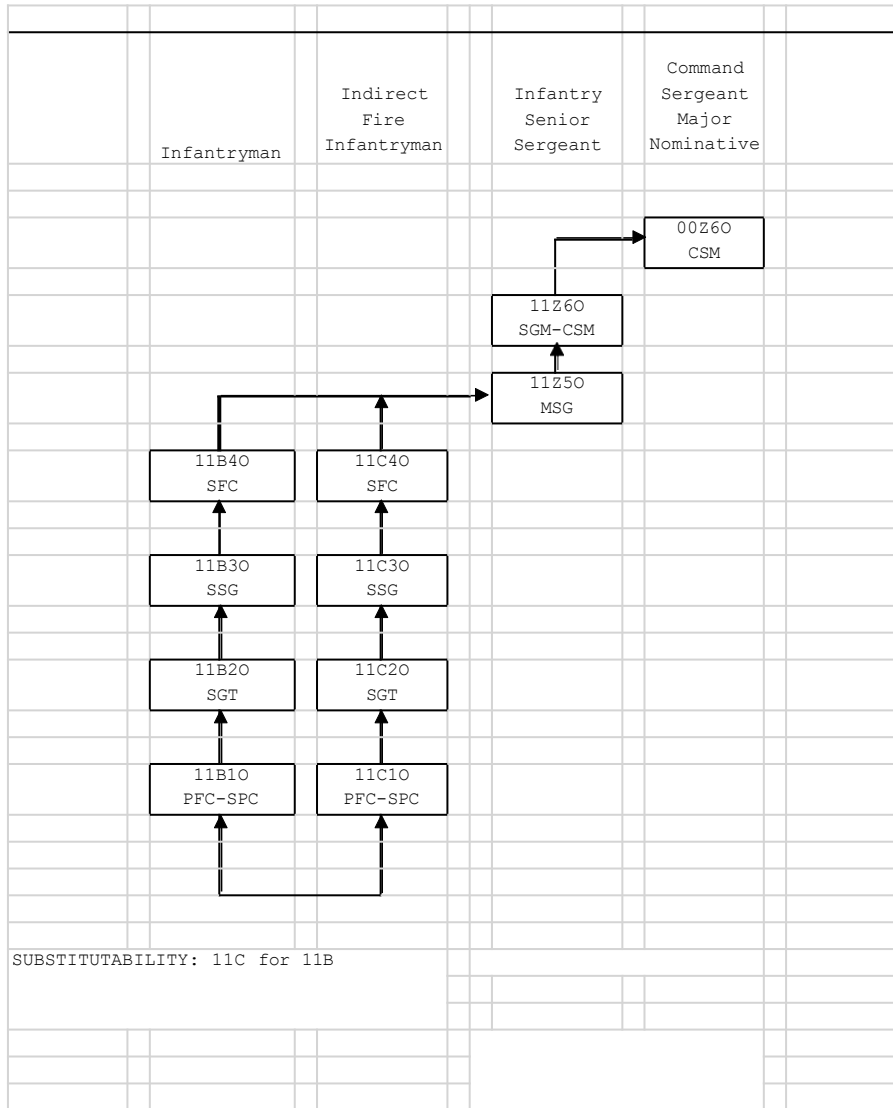 Infantryman
Indirect
Fire
Infantryman
Infantry
Senior
Sergeant
Command
Sergeant
Major
Nominative
00Z6O
CSM
11Z6O
SGM-CSM
11Z5O
MSG
11B4O
SFC
11C4O
SFC
11B3O
SSG
11C3O
SSG
11B2O
SGT
11C2O
SGT
11B1O
PFC-SPC
11C1O
PFC-SPC
SUBSTITUTABILITY: 11C for 11B